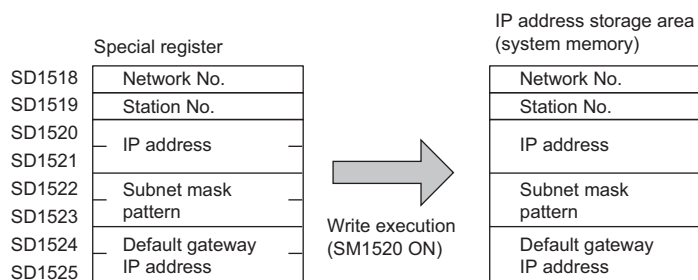 IP address storage area
(system memory)
Special register
SD1518 Network No. Network No.
SD1519 Station No. Station No.
SD1520
IP address IP address
SD1521
SD1522
Subnet mask Subnet mask
SD1523 pattern pattern
Write execution
(SM1520 ON)
SD1524 Default gateway Default gateway
SD1525 IP address IP address